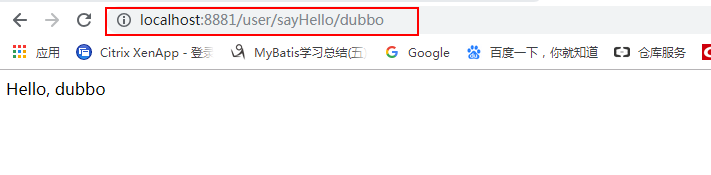 localhost:8881/user/sayHello/dubbo
应用 Citrix XenApp - 登录 MyBatis学习总结(五) Google 百度一下，你就知道 仓库服务
Hello, dubbo